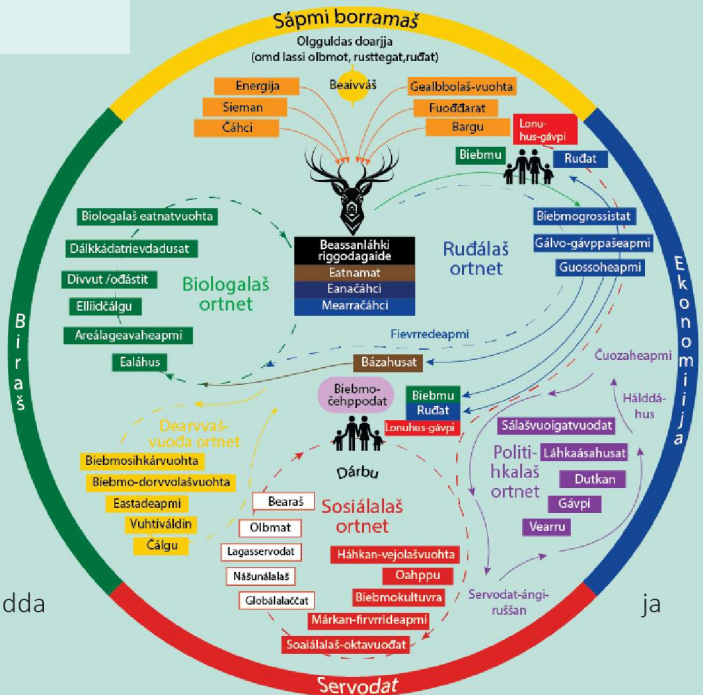 Sápmi borramaš
Olgguldas doarjja
(omd lassi olbmot, rusttegat,ruđat)
Beaivváš
Energija
Sieman
Čáhci
Gealbbolaš-vuohta
Fuođđarat
Bargu
Lonu-
hus-gávpi
Biebmu
Ruđat
Biebmogrossistat
Gálvo-gávppašeapmi
Guossoheapmi
Ruđálaš
ortnet
Biologalaš eatnatvuohta
Dálkkádatrievdadusat
Divvut /ođástit
Elliidčálgu
Areálageavaheapmi
Ealáhus
Biologalaš
ortnet
Beassanláhki
riggodagaide
Eatnamat
Eanačáhci
Mearračáhci
Fievrredeapmi
Bázahusat
Biebmo-
čehppodat
Biebmu
Ruđat
Lonuhus-gávpi
Dárbu
Biraš
Ekonomiija
Čuozaheapmi
Hálddá-
hus
Sálašvuoigatvuodat
Láhkaásahusat
Dutkan
Gávpi
Vearru
Politi-
hkalaš
ortnet
Servodat-ángi-
ruššan
Dearvvaš-
vuođa ortnet
Biebmosihkárvuohta
Biebmo-dorvvolašvuohta
Eastadeapmi
Vuhtiváldin
Čálgu
Sosiálalaš
ortnet
Bearaš
Olbmat
Lagasservodat
Nášunálalaš
Globálalaččat
Háhkan-vejolašvuohta
Oahppu
Biebmokultuvra
Márkan-firvrrideapmi
Soaiálalaš-oktavuođat
Servodat
dda
ja